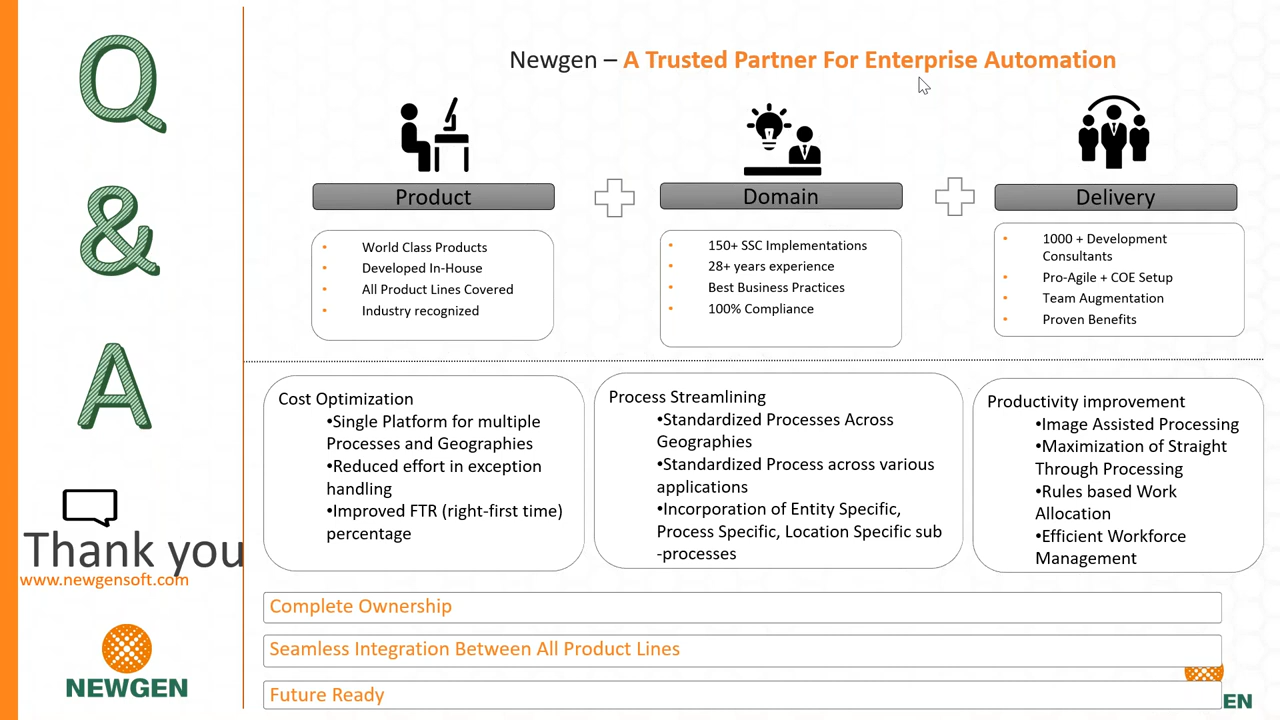 Q
&
A
Thank you
www.newgensoft.com
NEWGEN
Newgen – A Trusted Partner For Enterprise Automation
Product
• World Class Products
• Developed In-House
• All Product Lines Covered
• Industry recognized
Domain
• 150+ SSC Implementations
• 28+ years experience
• Best Business Practices
• 100% Compliance
Delivery
• 1000 + Development
Consultants
• Pro-Agile + COE Setup
• Team Augmentation
• Proven Benefits
Cost Optimization
•Single Platform for multiple
Processes and Geographies
•Reduced effort in exception
handling
•Improved FTR (right-first time)
percentage
Process Streamlining
•Standardized Processes Across
Geographies
•Standardized Process across various
applications
•Incorporation of Entity Specific,
Process Specific, Location Specific sub
-processes
Productivity improvement
•Image Assisted Processing
•Maximization of Straight
Through Processing
•Rules based Work
Allocation
•Efficient Workforce
Management
Complete Ownership
Seamless Integration Between All Product Lines
Future Ready
EN